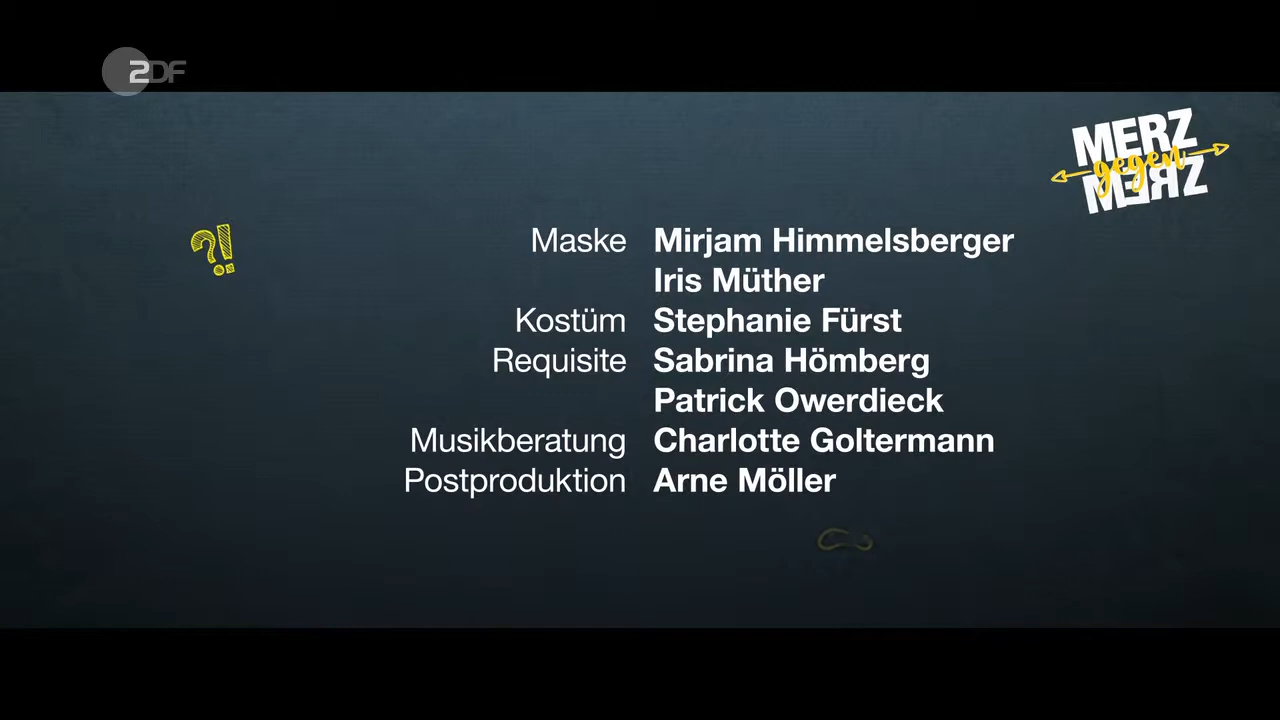 ZDF
MERZ
gegen
MERZ
?!
Maske Mirjam Himmelsberger
Iris Müther
Kostüm Stephanie Fürst
Requisite Sabrina Hömberg
Patrick Owerdieck
Musikberatung Charlotte Goltermann
Postproduktion Arne Möller